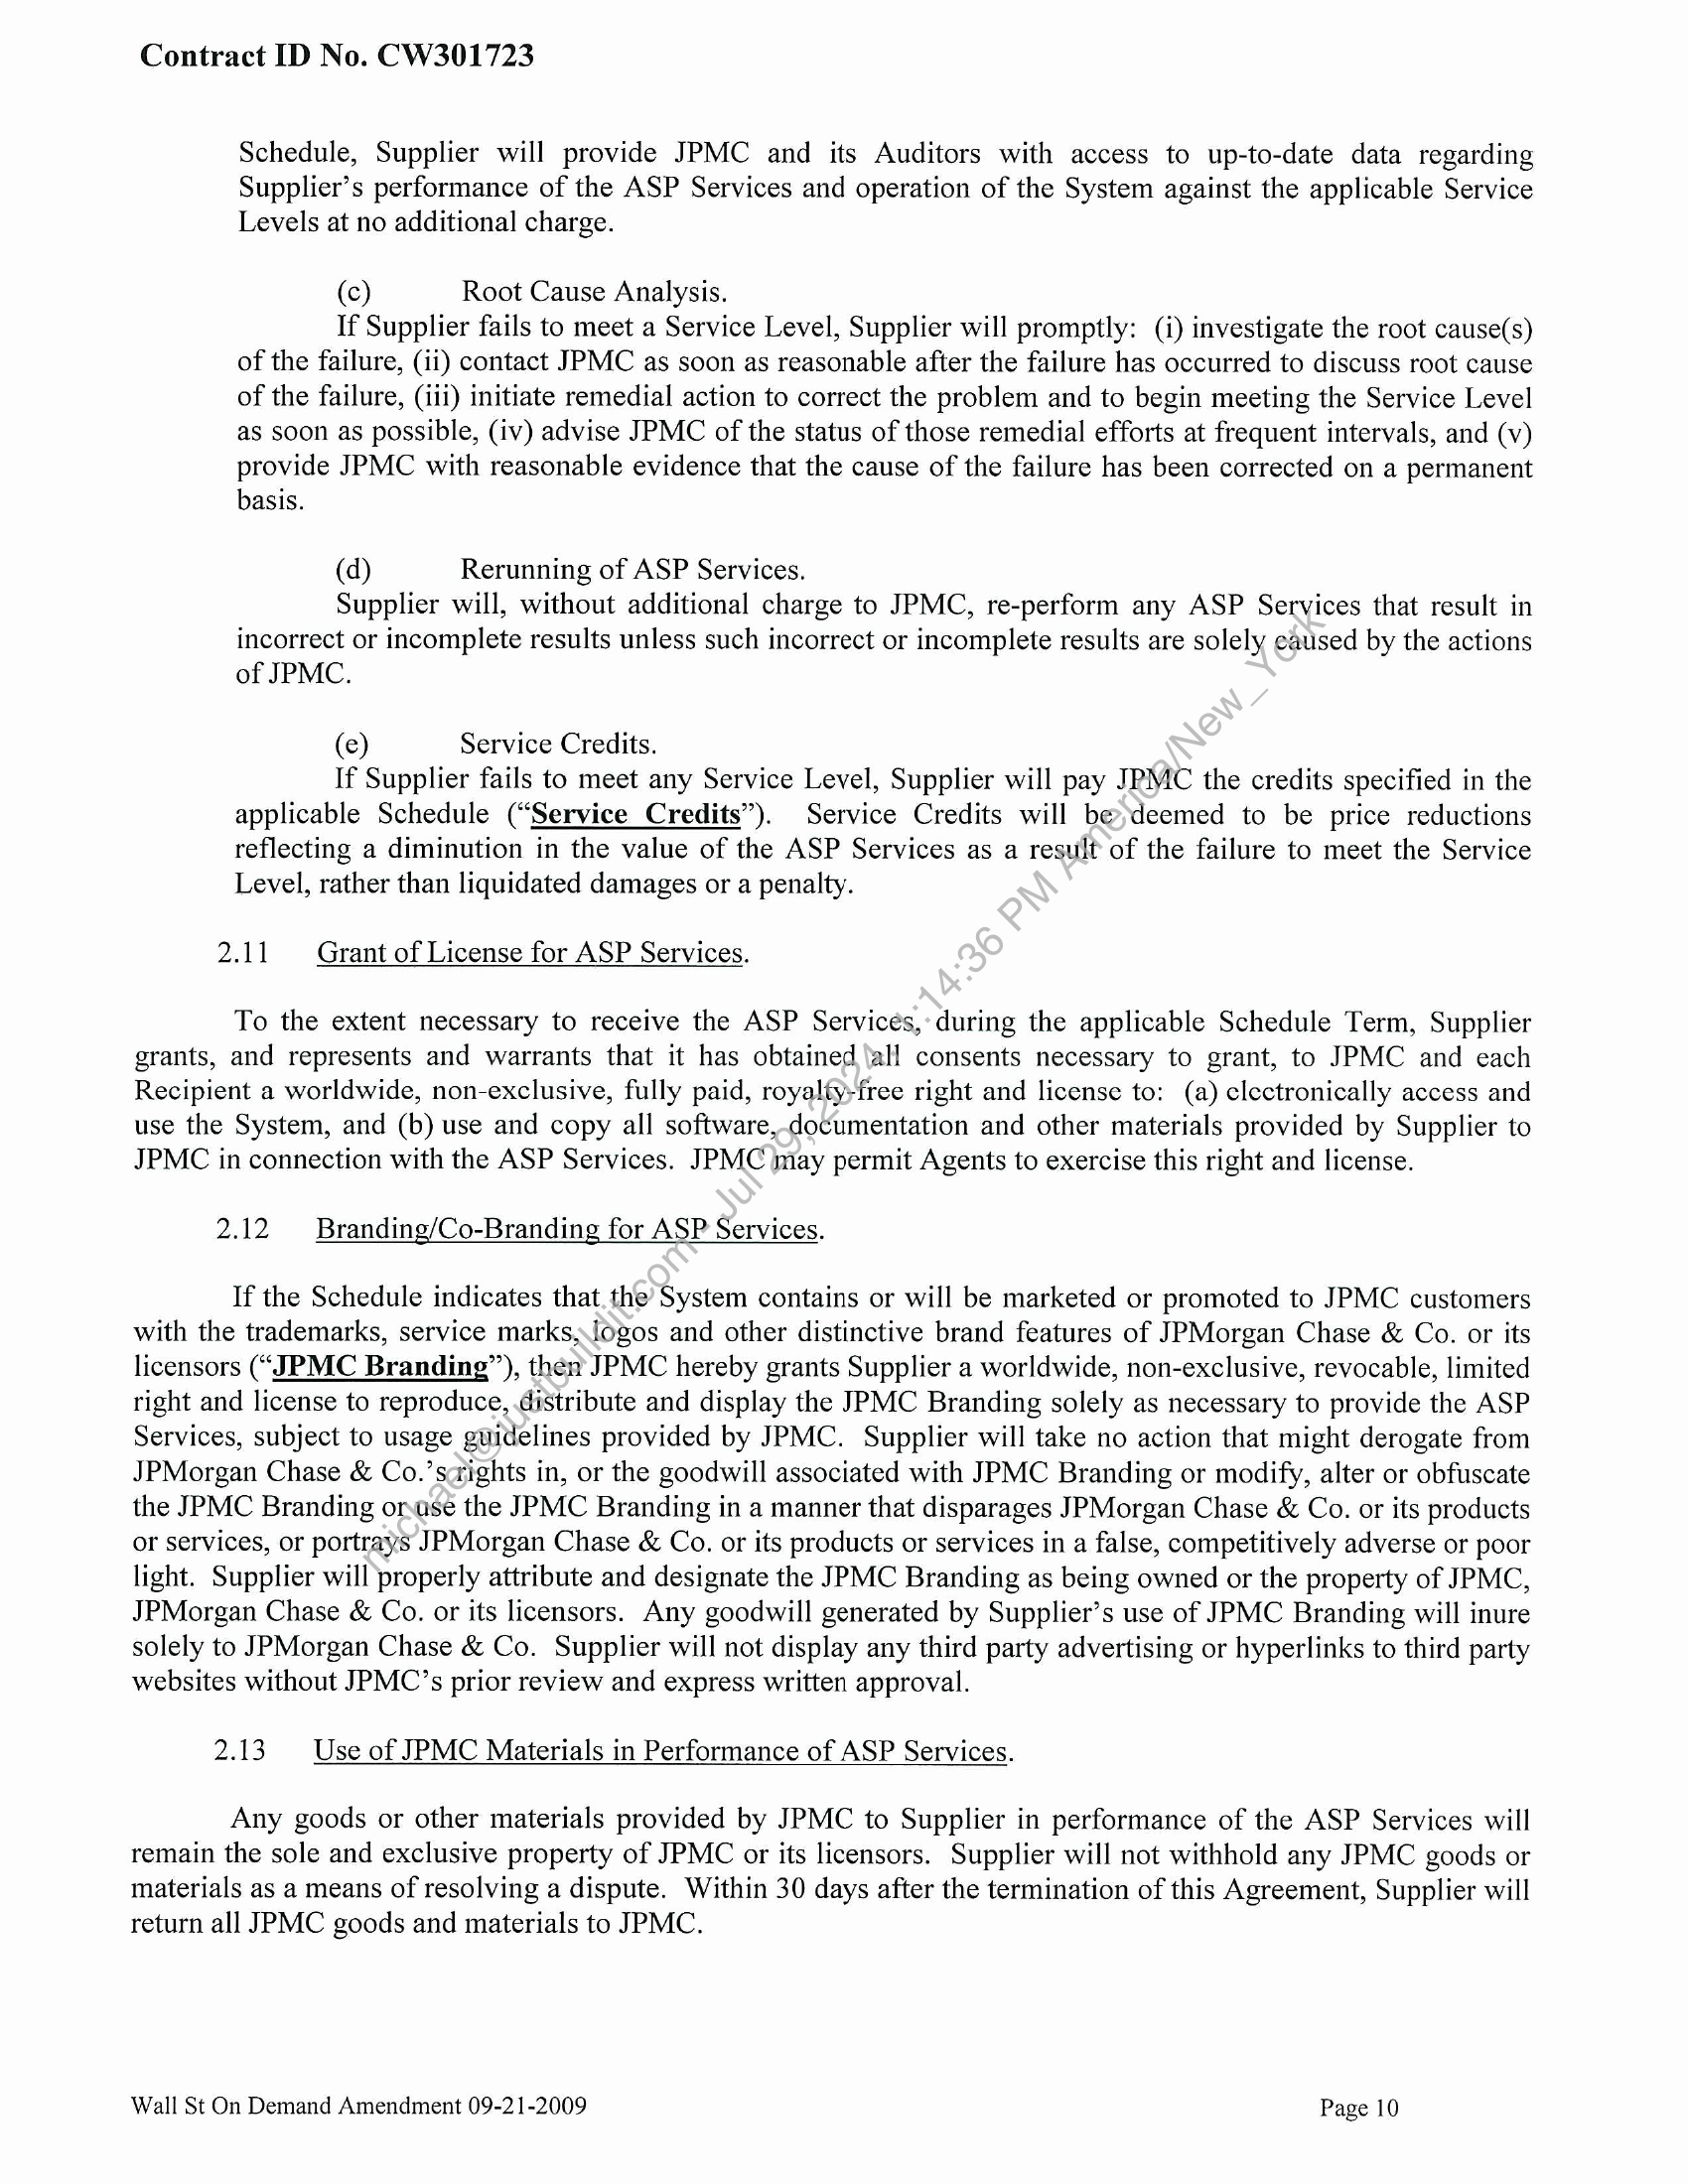 Contract ID No. CW301723
Schedule, Supplier will provide JPMC and its Auditors with access to up-to-date data regarding
Supplier's performance of the ASP Services and operation of the System against the applicable Service
Levels at no additional charge.
(c) Root Cause Analysis.
If Supplier fails to meet a Service Level, Supplier will promptly: (i) investigate the root cause(s)
of the failure, (ii) contact JPMC as soon as reasonable after the failure has occurred to discuss root cause
of the failure, (iii) initiate remedial action to correct the problem and to begin meeting the Service Level
as soon as possible, (iv) advise JPMC of the status of those remedial efforts at frequent intervals, and (v)
provide JPMC with reasonable evidence that the cause of the failure has been corrected on a permanent
basis.
(d) Rerunning of ASP Services.
Supplier will, without additional charge to JPMC, re-perform any ASP Services that result in
incorrect or incomplete results unless such incorrect or incomplete results are solely caused by the actions
of JPMC.
(e) Service Credits.
If Supplier fails to meet any Service Level, Supplier will pay JPMC the credits specified in the
applicable Schedule ("Service Credits"). Service Credits will be deemed to be price reductions
reflecting a diminution in the value of the ASP Services as a result of the failure to meet the Service
Level, rather than liquidated damages or a penalty.
2.11 Grant of License for ASP Services.
To the extent necessary to receive the ASP Services, during the applicable Schedule Term, Supplier
grants, and represents and warrants that it has obtained all consents necessary to grant, to JPMC and each
Recipient a worldwide, non-exclusive, fully paid, royalty-free right and license to: (a) electronically access and
use the System, and (b) use and copy all software, documentation and other materials provided by Supplier to
JPMC in connection with the ASP Services. JPMC may permit Agents to exercise this right and license.
2.12 Branding/Co-Branding for ASP Services.
If the Schedule indicates that the System contains or will be marketed or promoted to JPMC customers
with the trademarks, service marks, logos and other distinctive brand features of JPMorgan Chase & Co. or its
licensors ("JPMC Branding"), then JPMC hereby grants Supplier a worldwide, non-exclusive, revocable, limited
right and license to reproduce, distribute and display the JPMC Branding solely as necessary to provide the ASP
Services, subject to usage guidelines provided by JPMC. Supplier will take no action that might derogate from
JPMorgan Chase & Co.'s rights in, or the goodwill associated with JPMC Branding or modify, alter or obfuscate
the JPMC Branding or use the JPMC Branding in a manner that disparages JPMorgan Chase & Co. or its products
or services, or portrays JPMorgan Chase & Co. or its products or services in a false, competitively adverse or poor
light. Supplier will properly attribute and designate the JPMC Branding as being owned or the property of JPMC,
JPMorgan Chase & Co. or its licensors. Any goodwill generated by Supplier's use of JPMC Branding will inure
solely to JPMorgan Chase & Co. Supplier will not display any third party advertising or hyperlinks to third party
websites without JPMC's prior review and express written approval.
2.13 Use of JPMC Materials in Performance of ASP Services.
Any goods or other materials provided by JPMC to Supplier in performance of the ASP Services will
remain the sole and exclusive property of JPMC or its licensors. Supplier will not withhold any JPMC goods or
materials as a means of resolving a dispute. Within 30 days after the termination of this Agreement, Supplier will
return all JPMC goods and materials to JPMC.
Wall St On Demand Amendment 09-21-2009 Page 10
michael@justbuildit.com - Jul 29, 2024, 1:14:36 PM America/New_York